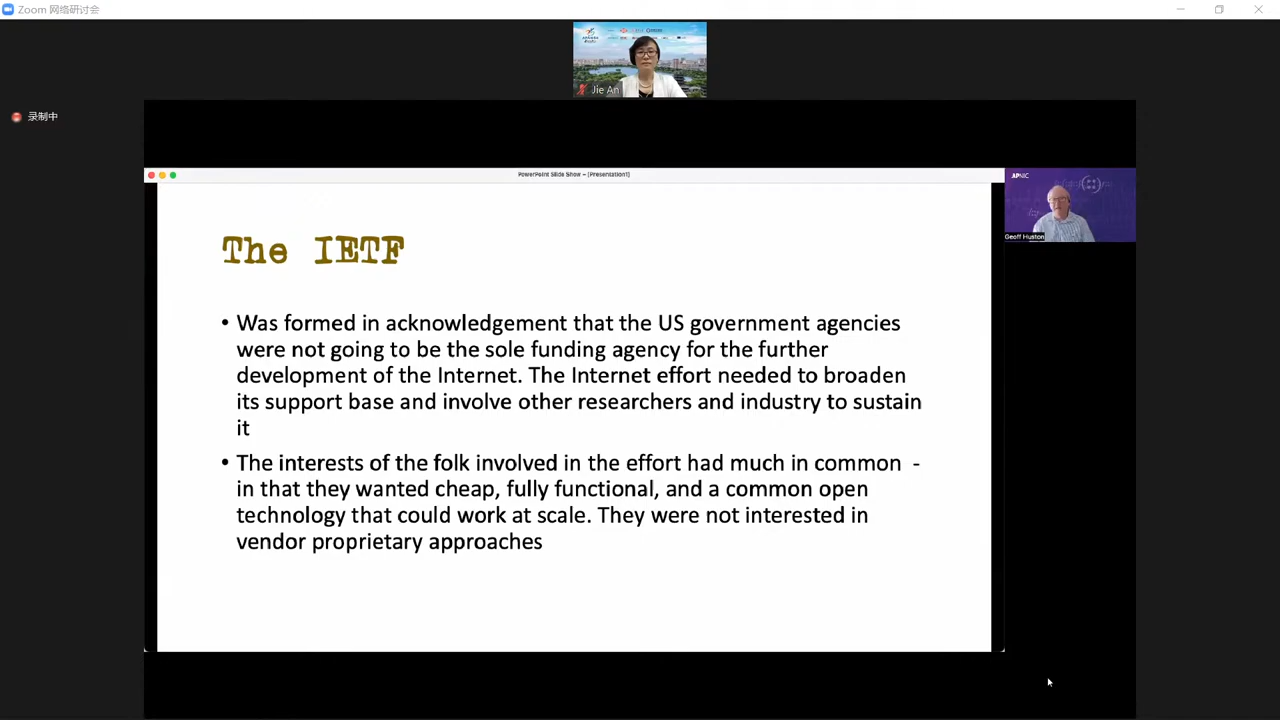 Zoom 网络研讨会
Jie An
录制中
PowerPoint Slide Show - [Presentation1]
APNIC
Geoff Huston
The IETF
• Was formed in acknowledgement that the US government agencies
were not going to be the sole funding agency for the further
development of the Internet. The Internet effort needed to broaden
its support base and involve other researchers and industry to sustain
it
• The interests of the folk involved in the effort had much in common -
in that they wanted cheap, fully functional, and a common open
technology that could work at scale. They were not interested in
vendor proprietary approaches